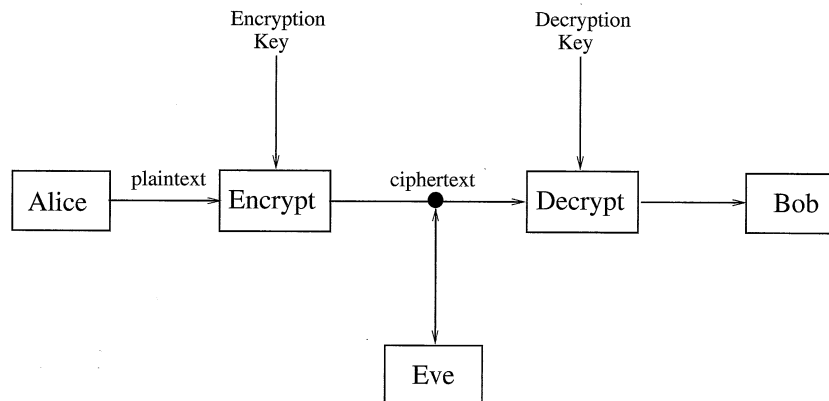 Encryption
Key
Decryption
Key
Alice
plaintext
Encrypt
ciphertext
Decrypt
Bob
Eve